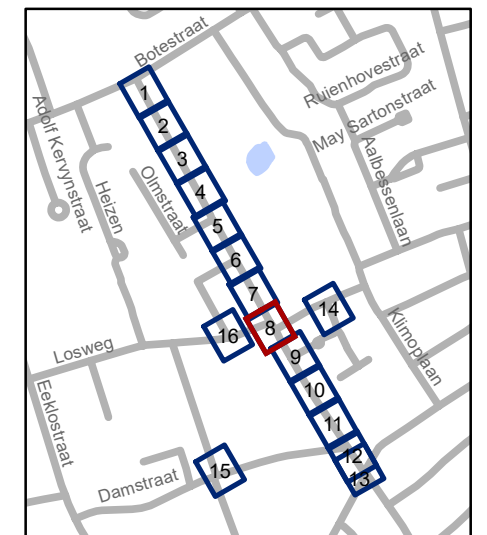 Botestraat
Ruienhovestraat
May Sartonstraat
Adolf Kervynstraat
Aalbessenlaan
Heizen
Olmstraat
1
2
3
4
5
6
7
8
14
16
9
Klimoplaan
Losweg
10
11
Eeklostraat
12
15
13
Damstraat